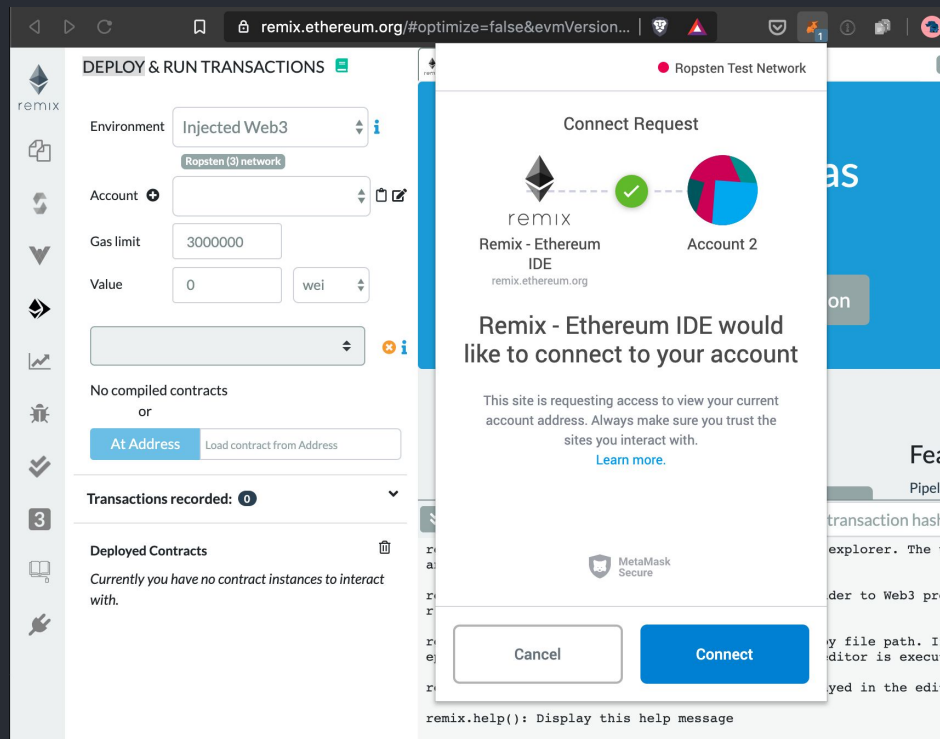 remix.ethereum.org/#optimize=false&evmVersion...
1
remix
DEPLOY & RUN TRANSACTIONS
Environment
Injected Web3
Ropsten (3) network
Account
Gas limit
3000000
Value
0
wei
No compiled contracts
or
At Address
Load contract from Address
Transactions recorded: 0
Deployed Contracts
Currently you have no contract instances to interact
with.
3
Ropsten Test Network
Connect Request
remix
Remix - Ethereum
IDE
remix.ethereum.org
Account 2
Remix - Ethereum IDE would
like to connect to your account
This site is requesting access to view your current
account address. Always make sure you trust the
sites you interact with.
Learn more.
MetaMask
Secure
Cancel
Connect
as
on
Fea
Pipel
transaction hash
explorer. The
der to Web3 pro
y file path. I
editor is execu
yed in the edi
remix.help(): Display this help message